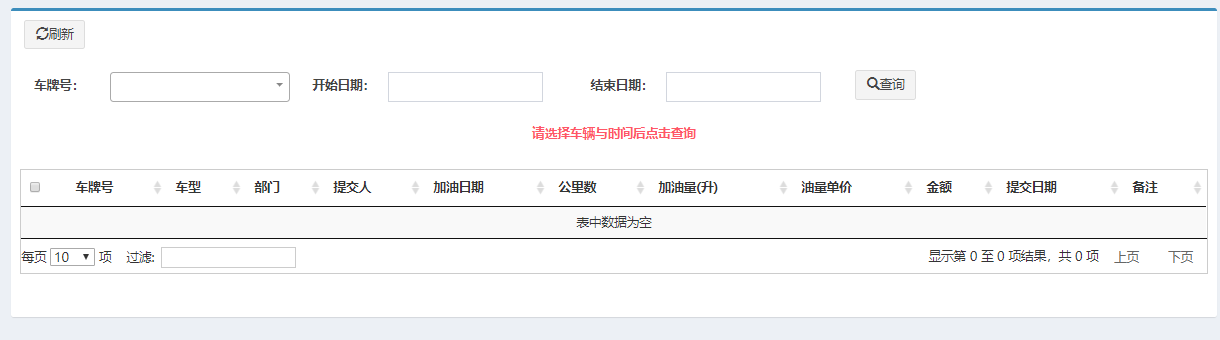 刷新
车牌号： 开始日期： 结束日期： 查询
请选择车辆与时间后点击查询
车牌号 车型 部门 提交人 加油日期 公里数 加油量(升) 油量单价 金额 提交日期 备注
表中数据为空
每页 10 项 过滤: 显示第 0 至 0 项结果，共 0 项 上页 下页